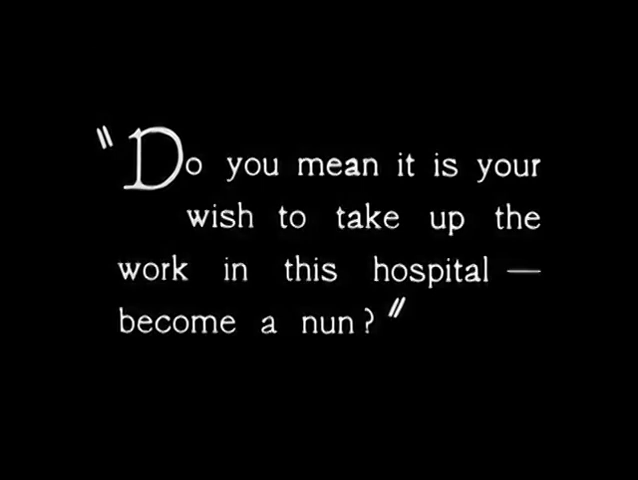 "Do you mean it is your
wish to take up the
work in this hospital —
become a nun?"